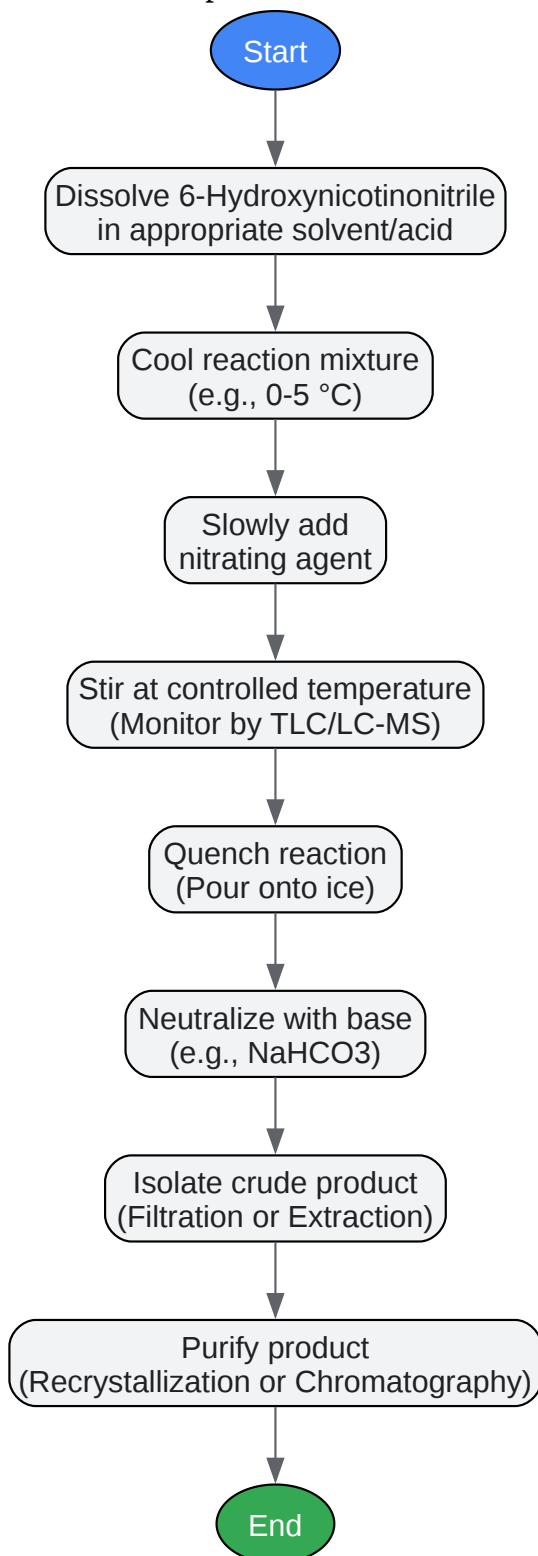 Start
Dissolve 6-Hydroxynicotinonitrile
in appropriate solvent/acid
Cool reaction mixture
(e.g., 0-5 °C)
Slowly add
nitrating agent
Stir at controlled temperature
(Monitor by TLC/LC-MS)
Quench reaction
(Pour onto ice)
Neutralize with base
(e.g., NaHCO3)
Isolate crude product
(Filtration or Extraction)
Purify product
(Recrystallization or Chromatography)
End